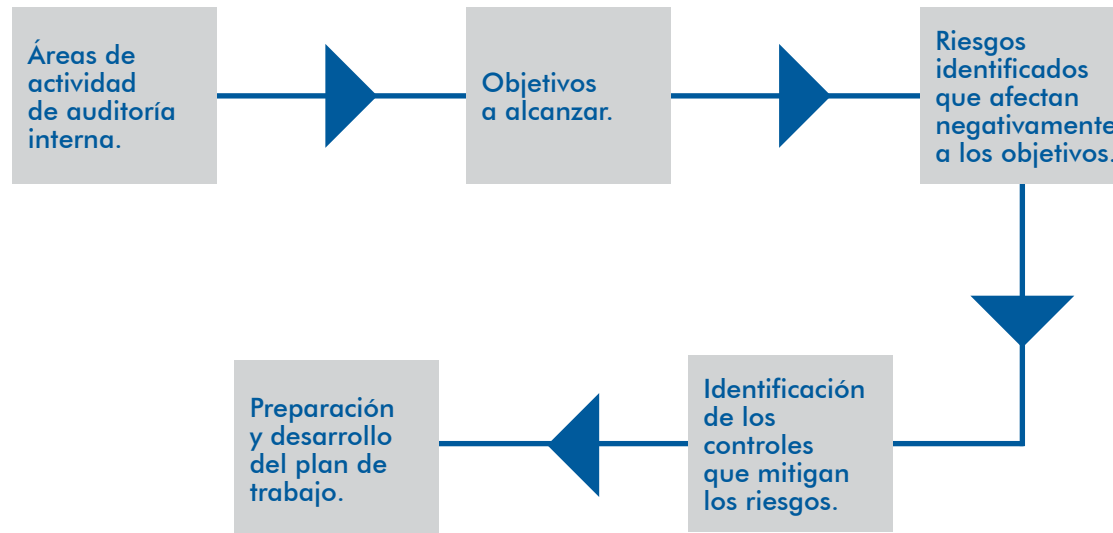 Áreas de
actividad
de auditoría
interna.
Objetivos
a alcanzar.
Riesgos
identificados
que afectan
negativamente
a los objetivos.
Identificación
de los
controles
que mitigan
los riesgos.
Preparación
y desarrollo
del plan de
trabajo.